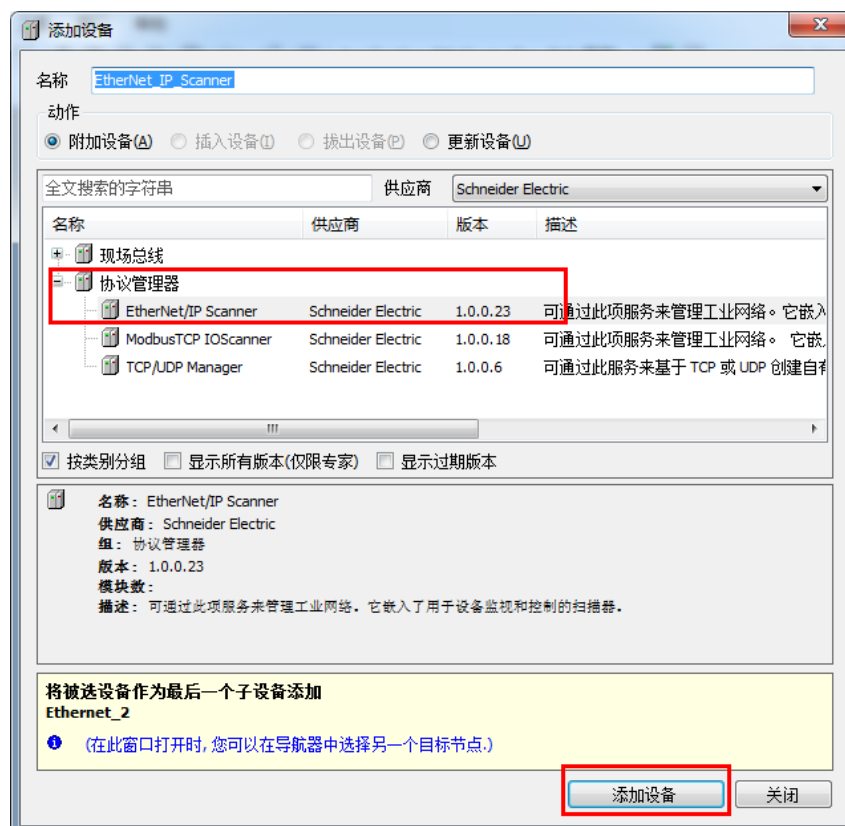 添加设备
名称 EtherNet_IP_Scanner
动作
附加设备(A) 插入设备(I) 拔出设备(P) 更新设备(U)
全文搜索的字符串 供应商 Schneider Electric
名称 供应商 版本 描述
现场总线
协议管理器
EtherNet/IP Scanner Schneider Electric 1.0.0.23 可通过此项服务来管理工业网络。它嵌入
ModbusTCP IOScanner Schneider Electric 1.0.0.18 可通过此项服务来管理工业网络。 它嵌
TCP/UDP Manager Schneider Electric 1.0.0.6 可通过此服务来基于 TCP 或 UDP 创建自
按类别分组 显示所有版本(仅限专家) 显示过期版本
名称: EtherNet/IP Scanner
供应商: Schneider Electric
组: 协议管理器
版本: 1.0.0.23
模块数:
描述: 可通过此项服务来管理工业网络. 它嵌入了用于设备监视和控制的扫描器.
将被选设备作为最后一个子设备添加
Ethernet_2
(在此窗口打开时, 您可以在导航器中选择另一个目标节点.)
添加设备 关闭